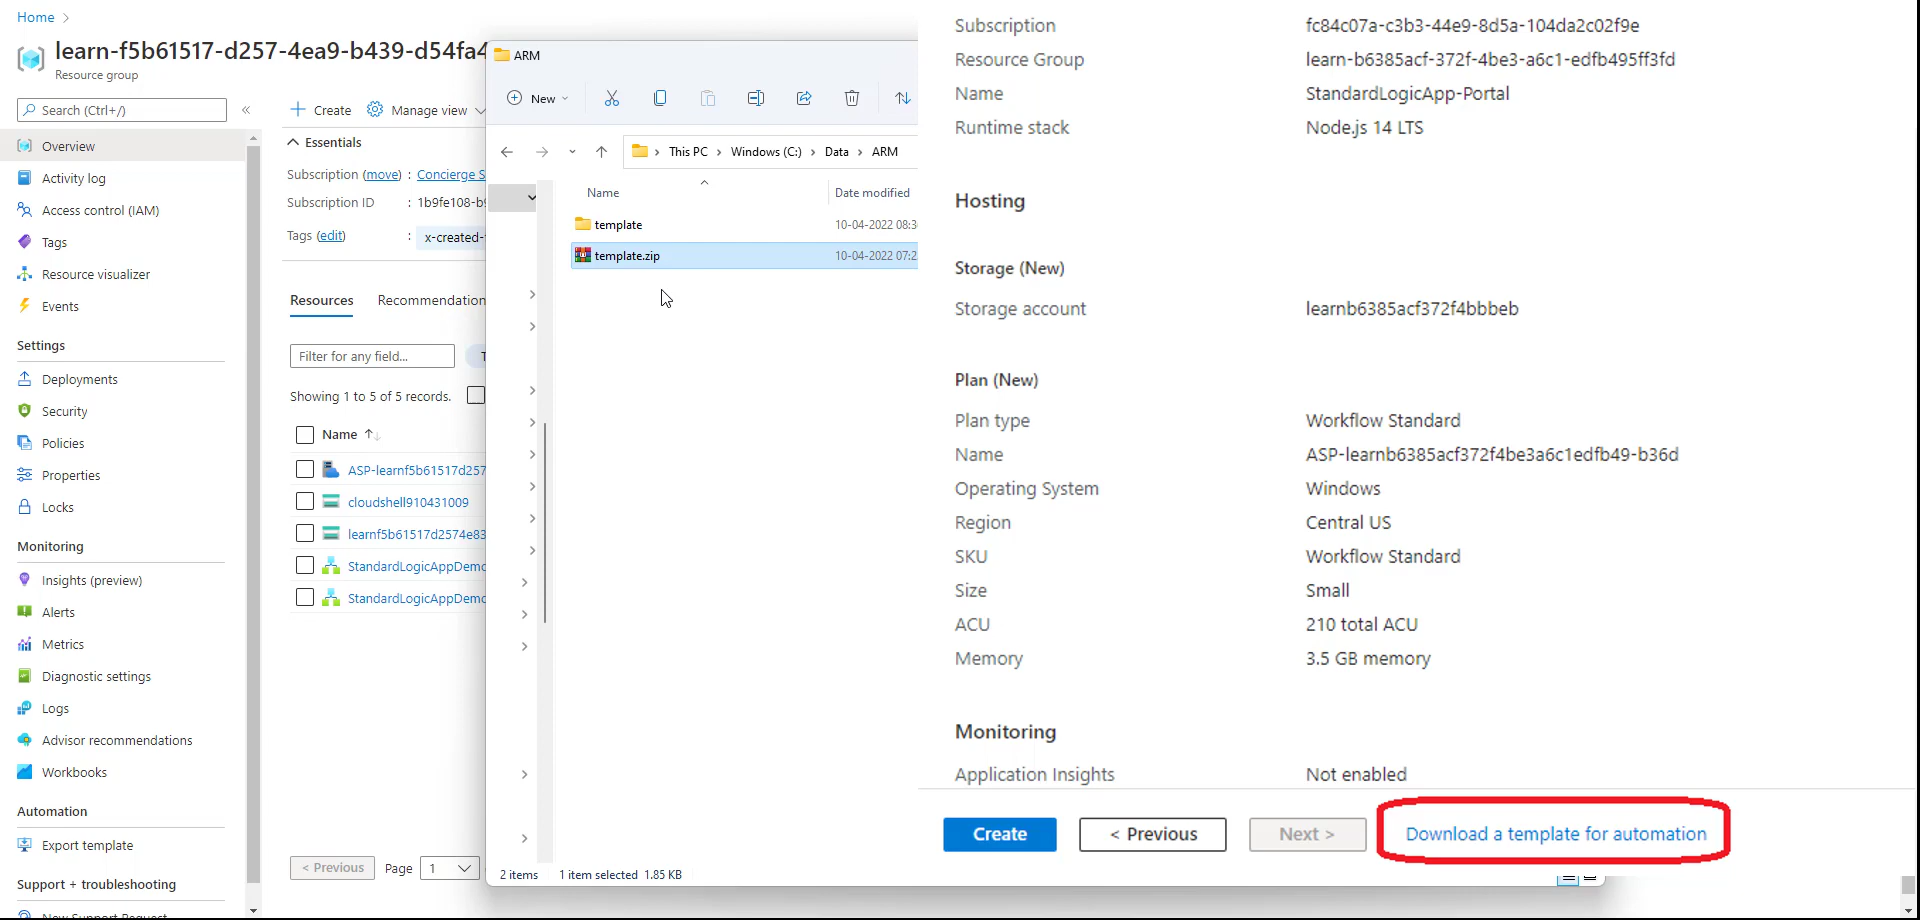 Home
learn-f5b61517-d257-4ea9-b439-d54fa4
Resource group
Search (Ctrl+/)
«
Overview
Activity log
Access control (IAM)
Tags
Resource visualizer
Events
Settings
Deployments
Security
Policies
Properties
Locks
Monitoring
Insights (preview)
Alerts
Metrics
Diagnostic settings
Logs
Advisor recommendations
Workbooks
Automation
Export template
Support + troubleshooting
New Support Request
Create Manage view
Essentials
Subscription (move) : Concierge S
Subscription ID : 1b9fe108-b9
Tags (edit) : x-created-
Resources Recommendation
Filter for any field...
Showing 1 to 5 of 5 records.
Name
ASP-learnf5b61517d257
cloudshell910431009
learnf5b61517d2574e83
StandardLogicAppDemo
StandardLogicAppDemo
< Previous Page 1
ARM
New
This PC > Windows (C:) > Data > ARM
Name Date modified
template 10-04-2022 08:3
template.zip 10-04-2022 07:2
2 items 1 item selected 1.85 KB
Subscription fc84c07a-c3b3-44e9-8d5a-104da2c02f9e
Resource Group learn-b6385acf-372f-4be3-a6c1-edfb495ff3fd
Name StandardLogicApp-Portal
Runtime stack Node.js 14 LTS
Hosting
Storage (New)
Storage account learnb6385acf372f4bbbeb
Plan (New)
Plan type Workflow Standard
Name ASP-learnb6385acf372f4be3a6c1edfb49-b36d
Operating System Windows
Region Central US
SKU Workflow Standard
Size Small
ACU 210 total ACU
Memory 3.5 GB memory
Monitoring
Application Insights Not enabled
Create < Previous Next > Download a template for automation